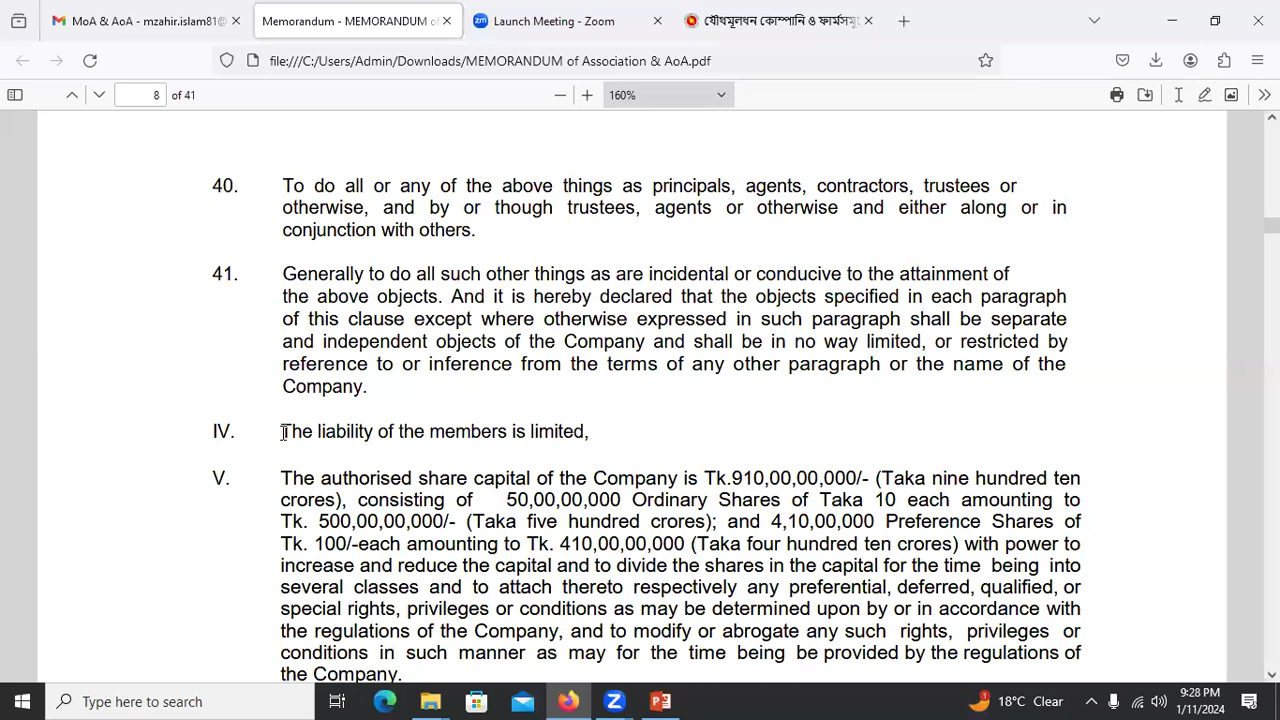 MoA & AoA - mzahir.islam81@
Memorandum - MEMORANDUM of
Launch Meeting - Zoom
যৌথমূলধন কোম্পানি ও ফার্মসমূ
file:///C:/Users/Admin/Downloads/MEMORANDUM of Association & AoA.pdf
8 of 41
160%
40. To do all or any of the above things as principals, agents, contractors, trustees or
otherwise, and by or though trustees, agents or otherwise and either along or in
conjunction with others.
41. Generally to do all such other things as are incidental or conducive to the attainment of
the above objects. And it is hereby declared that the objects specified in each paragraph
of this clause except where otherwise expressed in such paragraph shall be separate
and independent objects of the Company and shall be in no way limited, or restricted by
reference to or inference from the terms of any other paragraph or the name of the
Company.
IV. The liability of the members is limited,
V. The authorised share capital of the Company is Tk.910,00,00,000/- (Taka nine hundred ten
crores), consisting of 50,00,00,000 Ordinary Shares of Taka 10 each amounting to
Tk. 500,00,00,000/- (Taka five hundred crores); and 4,10,00,000 Preference Shares of
Tk. 100/-each amounting to Tk. 410,00,00,000 (Taka four hundred ten crores) with power to
increase and reduce the capital and to divide the shares in the capital for the time being into
several classes and to attach thereto respectively any preferential, deferred, qualified, or
special rights, privileges or conditions as may be determined upon by or in accordance with
the regulations of the Company, and to modify or abrogate any such rights, privileges or
conditions in such manner as may for the time being be provided by the regulations of
the Company.
Type here to search
18°C Clear
9:28 PM
1/11/2024